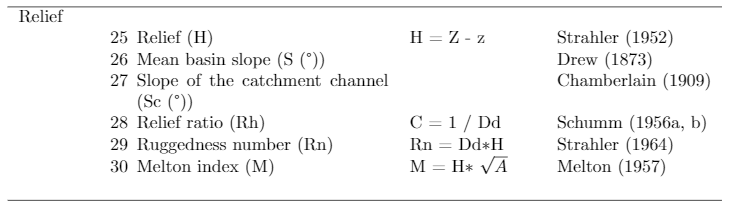 Relief
25 Relief (H) H = Z - z Strahler (1952)
26 Mean basin slope (S (°)) Drew (1873)
27 Slope of the catchment channel Chamberlain (1909)
(Sc (°))
28 Relief ratio (Rh) C = 1 / Dd Schumm (1956a, b)
29 Ruggedness number (Rn) Rn = Dd*H Strahler (1964)
30 Melton index (M) M = H* √A Melton (1957)